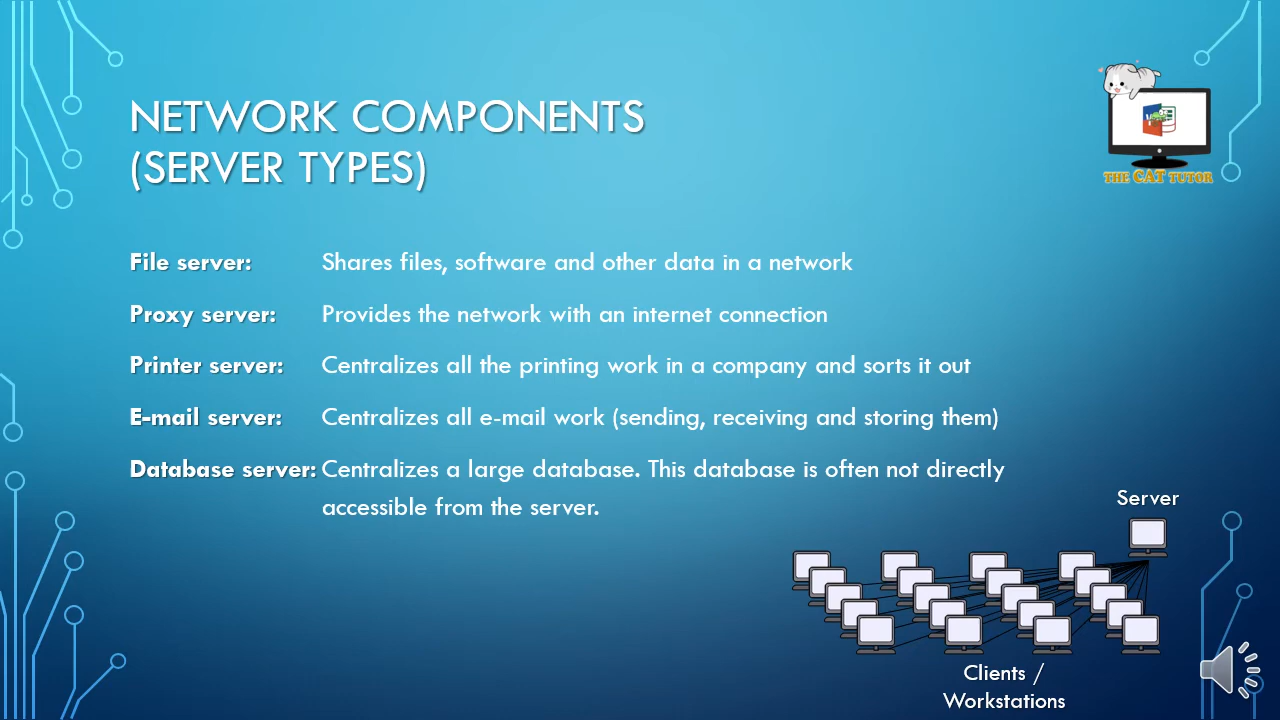 NETWORK COMPONENTS
(SERVER TYPES)
THE CAT TUTOR
File server: Shares files, software and other data in a network
Proxy server: Provides the network with an internet connection
Printer server: Centralizes all the printing work in a company and sorts it out
E-mail server: Centralizes all e-mail work (sending, receiving and storing them)
Database server: Centralizes a large database. This database is often not directly
accessible from the server.
Server
Clients /
Workstations